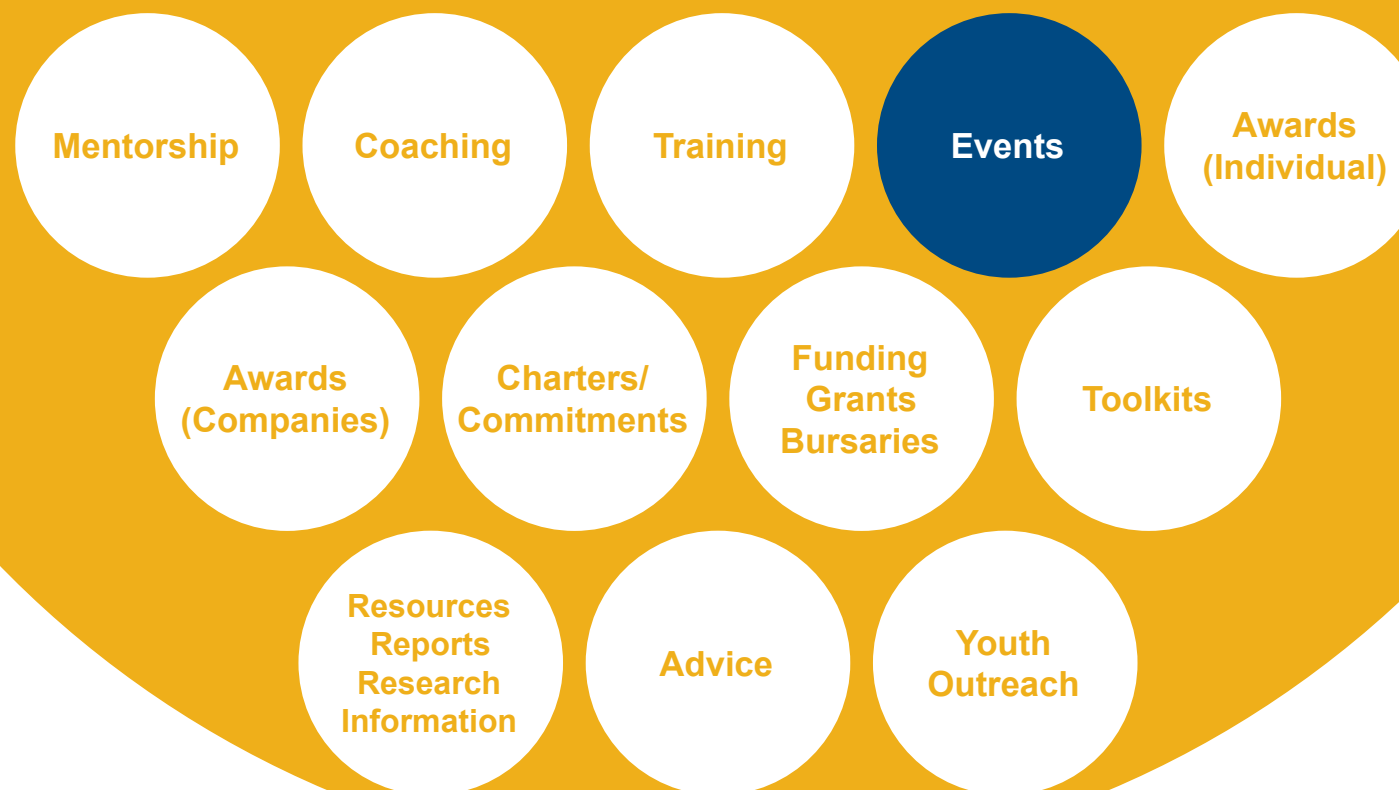 Mentorship
Coaching
Training
Events
Awards
(Individual)
Awards
(Companies)
Charters/
Commitments
Funding
Grants
Bursaries
Toolkits
Resources
Reports
Research
Information
Advice
Youth
Outreach